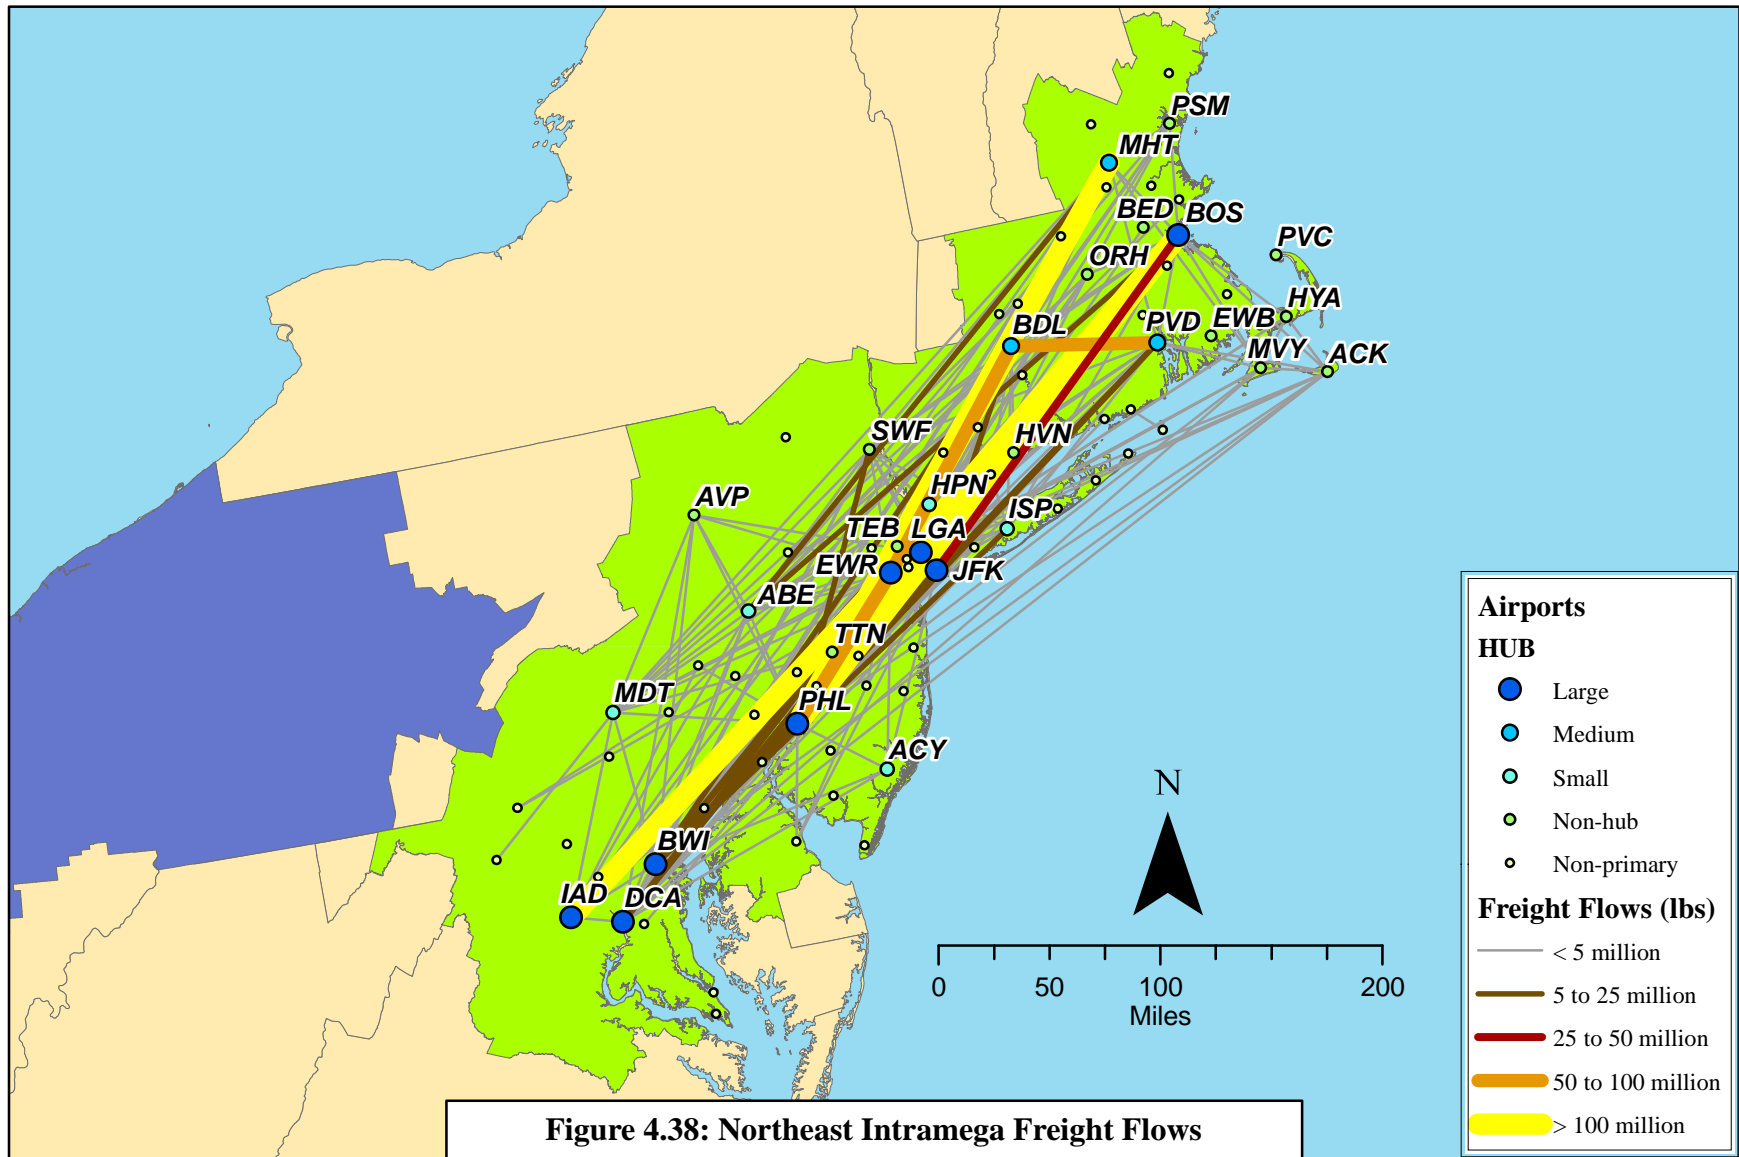 PSM
MHT
BED
BOS
PVC
ORH
HYA
BDL
PVD
EWB
MVY
ACK
SWF
HVN
AVP
HPN
ISP
TEB
LGA
EWR
JFK
ABE
TTN
MDT
PHL
ACY
BWI
IAD
DCA
N
0 50 100 200
Miles
Airports
HUB
Large
Medium
Small
Non-hub
Non-primary
Freight Flows (lbs)
< 5 million
5 to 25 million
25 to 50 million
50 to 100 million
> 100 million
Figure 4.38: Northeast Intramega Freight Flows